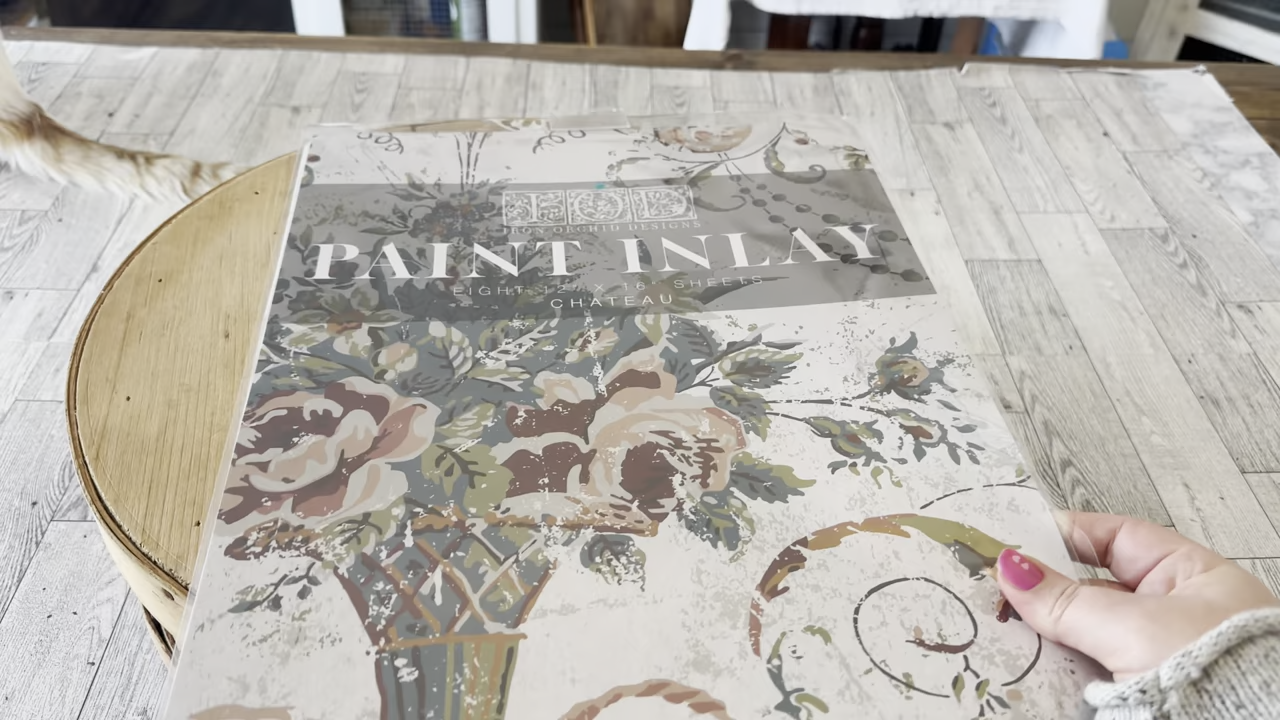 IOD
IRON ORCHID DESIGNS
PAINT INLAY
EIGHT 12" X 16" SHEETS
CHATEAU